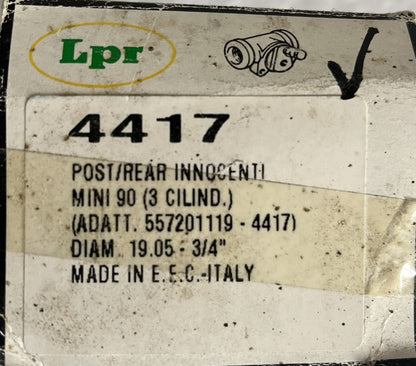 Lpr
4417
POST/REAR INNOCENTI
MINI 90 (3 CILIND.)
(ADATT. 557201119 - 4417)
DIAM. 19.05 - 3/4"
MADE IN E.E.C.-ITALY